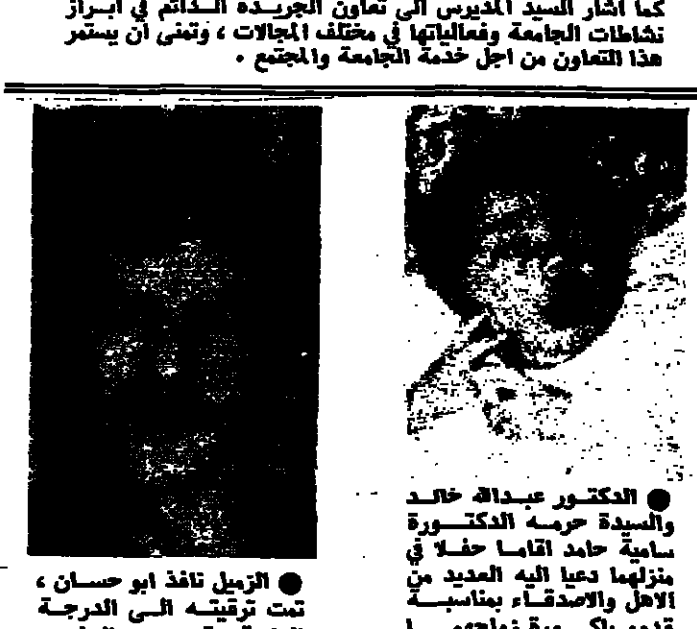 كما اشار السيد المديرس الى تعاون الجريدة الدائم في ابراز
نشاطات الجامعة وفعالياتها في مختلف المجالات ، وتمنى ان يستمر
هذا التعاون من اجل خدمة الجامعة والمجتمع .
● الدكتور عبدالله خالد
والسيدة حرمه الدكتورة
سامية حامد اقاما حفلا في
منزلهما دعيا اليه العديد من
الاهل والاصدقاء بمناسبة
● الزميل نافذ ابو حسان ،
تمت ترقيته الى الدرجة